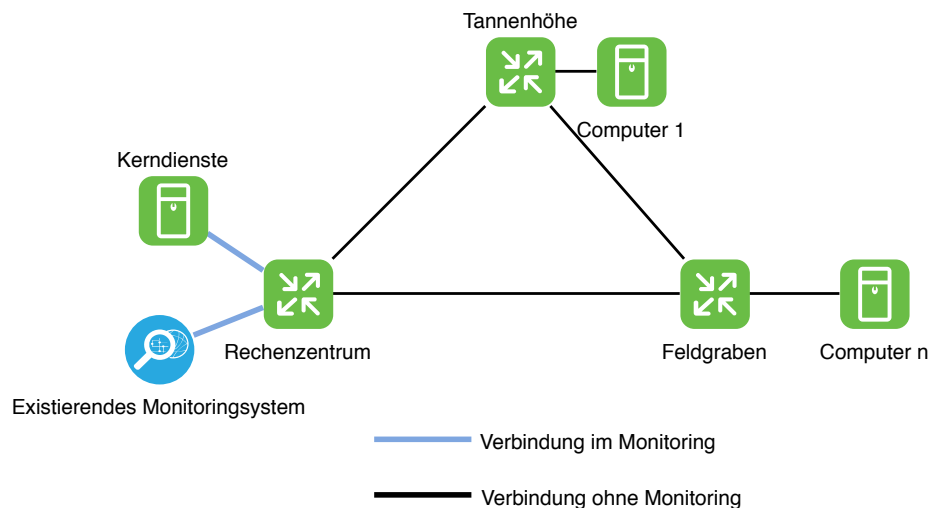 Tannenhöhe
Computer 1
Kerndienste
Rechenzentrum
Feldgraben
Computer n
Existierendes Monitoringsystem
Verbindung im Monitoring
Verbindung ohne Monitoring